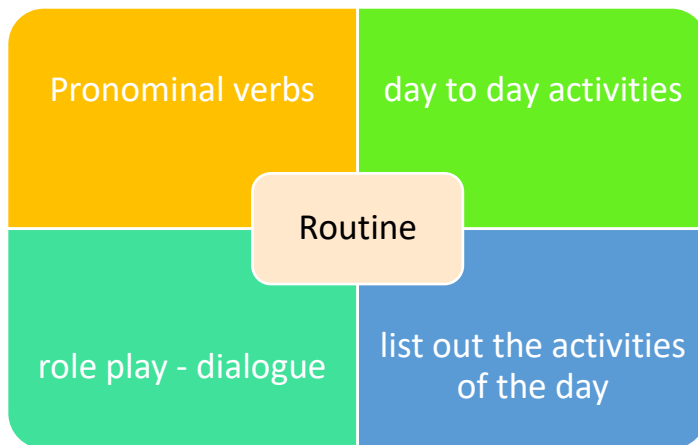 Pronominal verbs
day to day activities
Routine
role play - dialogue
list out the activities
of the day